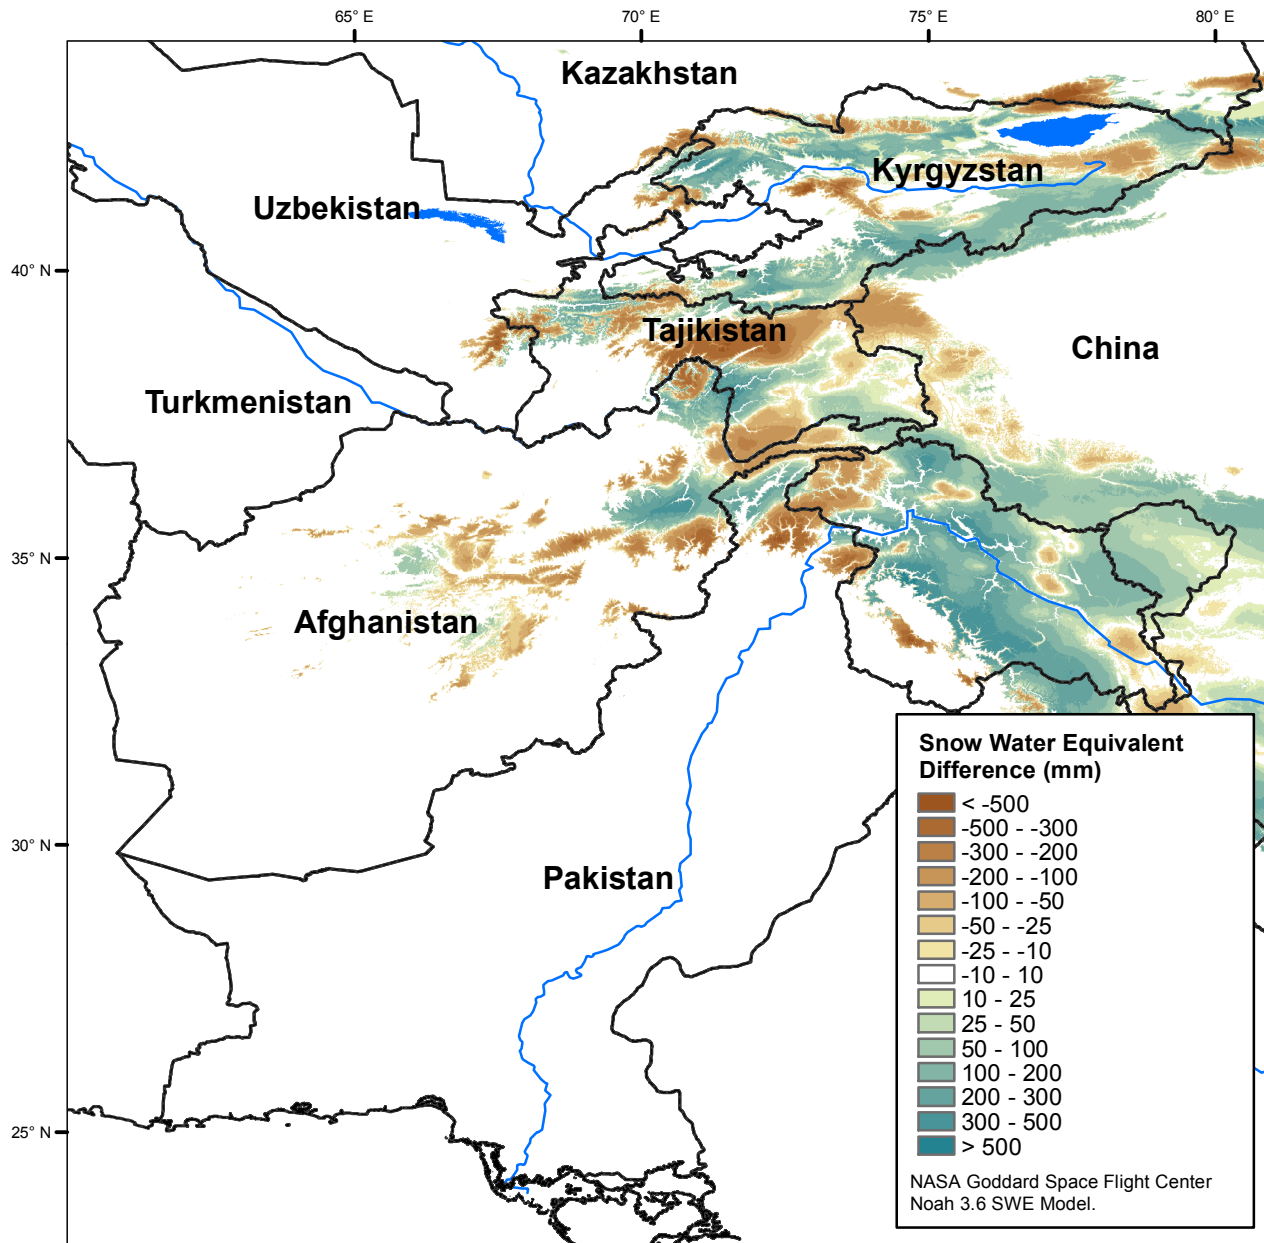 65° E
70° E
75° E
80° E
Kazakhstan
Kyrgyzstan
Uzbekistan
40° N
Tajikistan
China
Turkmenistan
35° N
Afghanistan
Snow Water Equivalent
Difference (mm)
< -500
-500 - -300
-300 - -200
-200 - -100
-100 - -50
-50 - -25
-25 - -10
-10 - 10
10 - 25
25 - 50
50 - 100
100 - 200
200 - 300
300 - 500
> 500
30° N
Pakistan
25° N
NASA Goddard Space Flight Center
Noah 3.6 SWE Model.